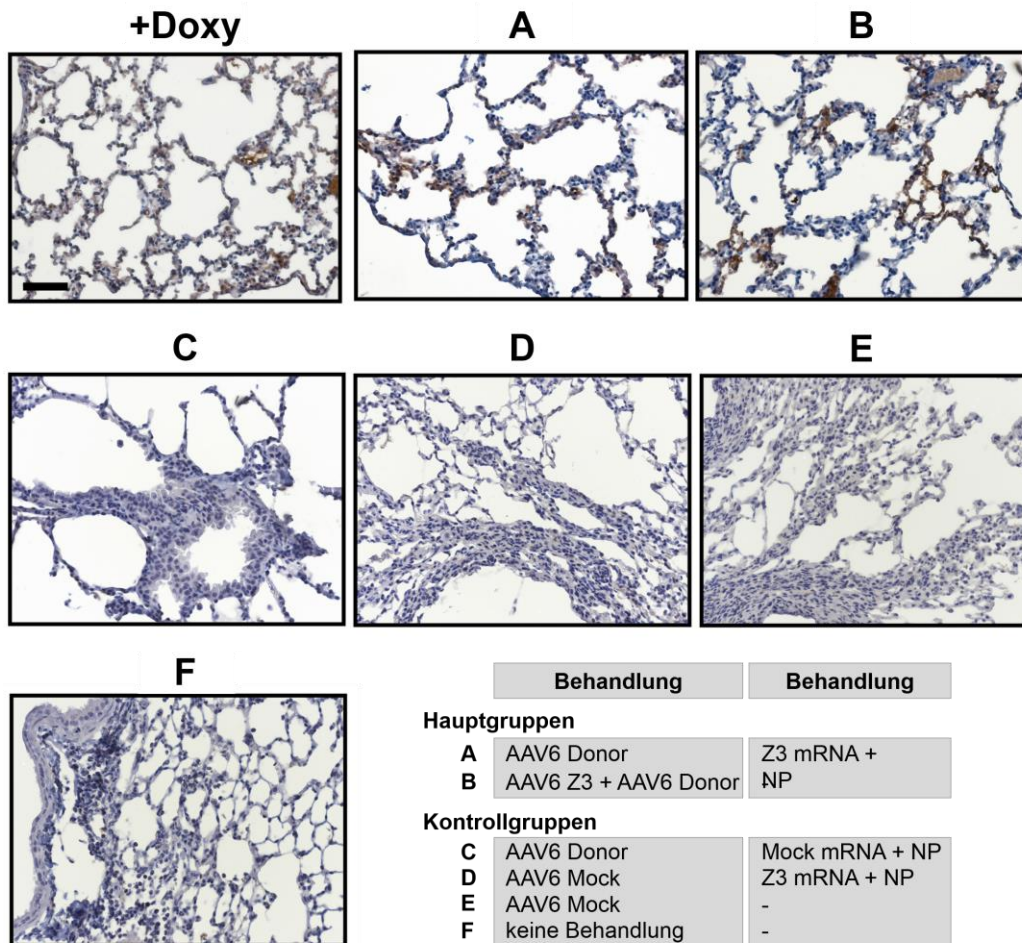 +Doxy A B
C D E
F
Behandlung Behandlung
Hauptgruppen
A AAV6 Donor Z3 mRNA +
B AAV6 Z3 + AAV6 Donor NP
Kontrollgruppen
C AAV6 Donor Mock mRNA + NP
D AAV6 Mock Z3 mRNA + NP
E AAV6 Mock -
F keine Behandlung -